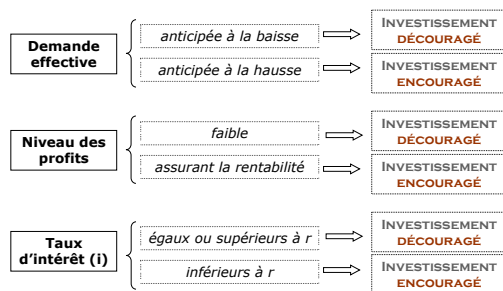 Demande
effective
anticipée à la baisse
INVESTISSEMENT
DÉCOURAGÉ
anticipée à la hausse
INVESTISSEMENT
ENCOURAGÉ
Niveau des
profits
faible
INVESTISSEMENT
DÉCOURAGÉ
assurant la rentabilité
INVESTISSEMENT
ENCOURAGÉ
Taux
d'intérêt (i)
égaux ou supérieurs à r
INVESTISSEMENT
DÉCOURAGÉ
inférieurs à r
INVESTISSEMENT
ENCOURAGÉ